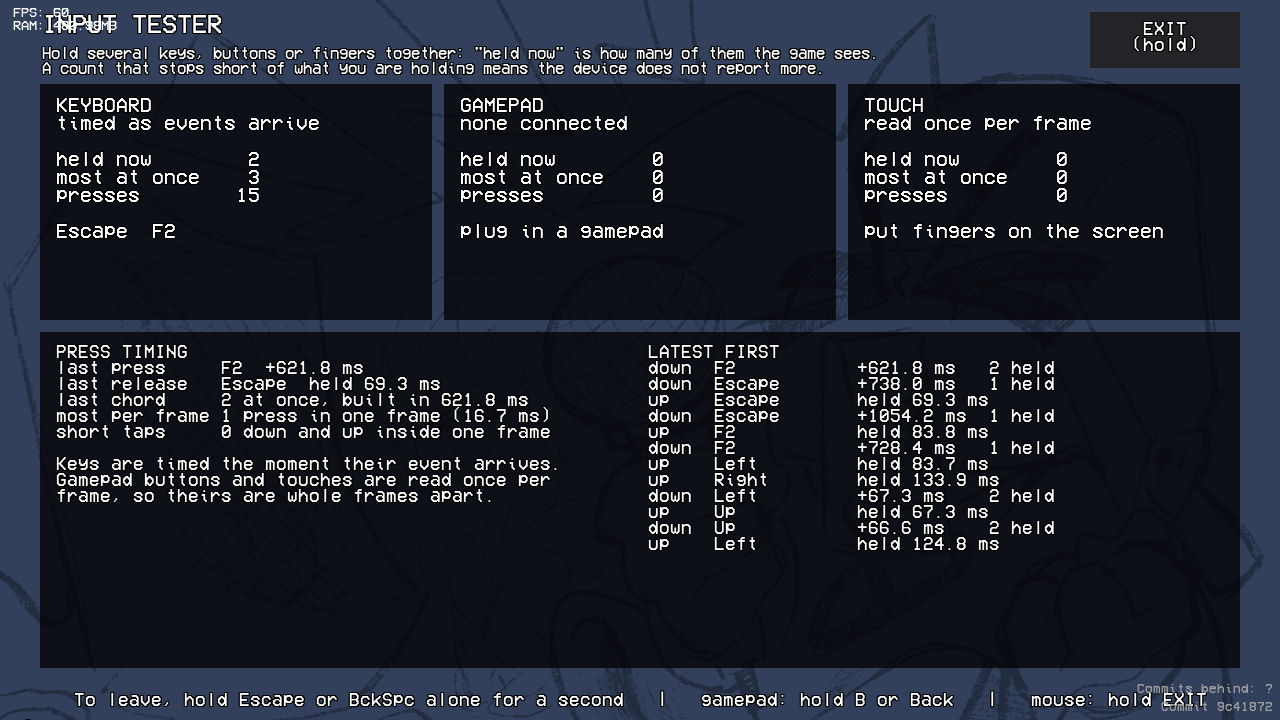 FPS: 60
INPUT TESTER
Hold several keys, buttons or fingers together: "held now" is how many of them the game sees.
A count that stops short of what you are holding means the device does not report more.
EXIT
(hold)
KEYBOARD
timed as events arrive
held now 2
most at once 3
presses 15
Escape F2
GAMEPAD
none connected
held now 0
most at once 0
presses 0
plug in a gamepad
TOUCH
read once per frame
held now 0
most at once 0
presses 0
put fingers on the screen
PRESS TIMING
last press F2 +621.8 ms
last release Escape held 69.3 ms
last chord 2 at once, built in 621.8 ms
most per frame 1 press in one frame (16.7 ms)
short taps 0 down and up inside one frame
Keys are timed the moment their event arrives.
Gamepad buttons and touches are read once per
frame, so theirs are whole frames apart.
LATEST FIRST
down F2 +621.8 ms 2 held
down Escape +738.0 ms 1 held
up Escape held 69.3 ms
down Escape +1054.2 ms 1 held
up F2 held 83.8 ms
down F2 +728.4 ms 1 held
up Left held 83.7 ms
up Right held 133.9 ms
down Left +67.3 ms 2 held
up Up held 67.3 ms
down Up +66.6 ms 2 held
up Left held 124.8 ms
To leave, hold Escape or BckSpc alone for a second | gamepad: hold B or Back | mouse: hold EXIT
Commits behind: ?
Commit 9c41872